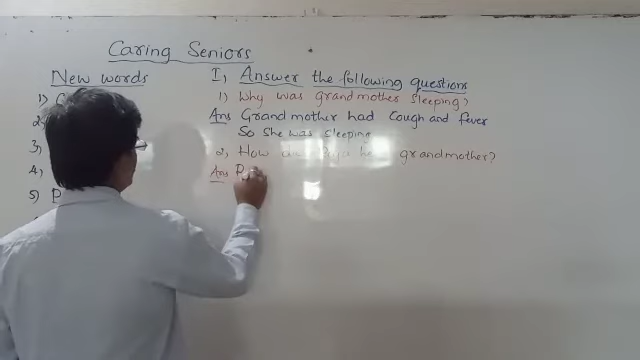 Caring Seniors
New words
1)
2)
3)
4)
5) P
I, Answer the following questions
1) Why was grandmother sleeping?
Ans Grandmother had Cough and fever
So she was sleeping
2, How grandmother?
Ans